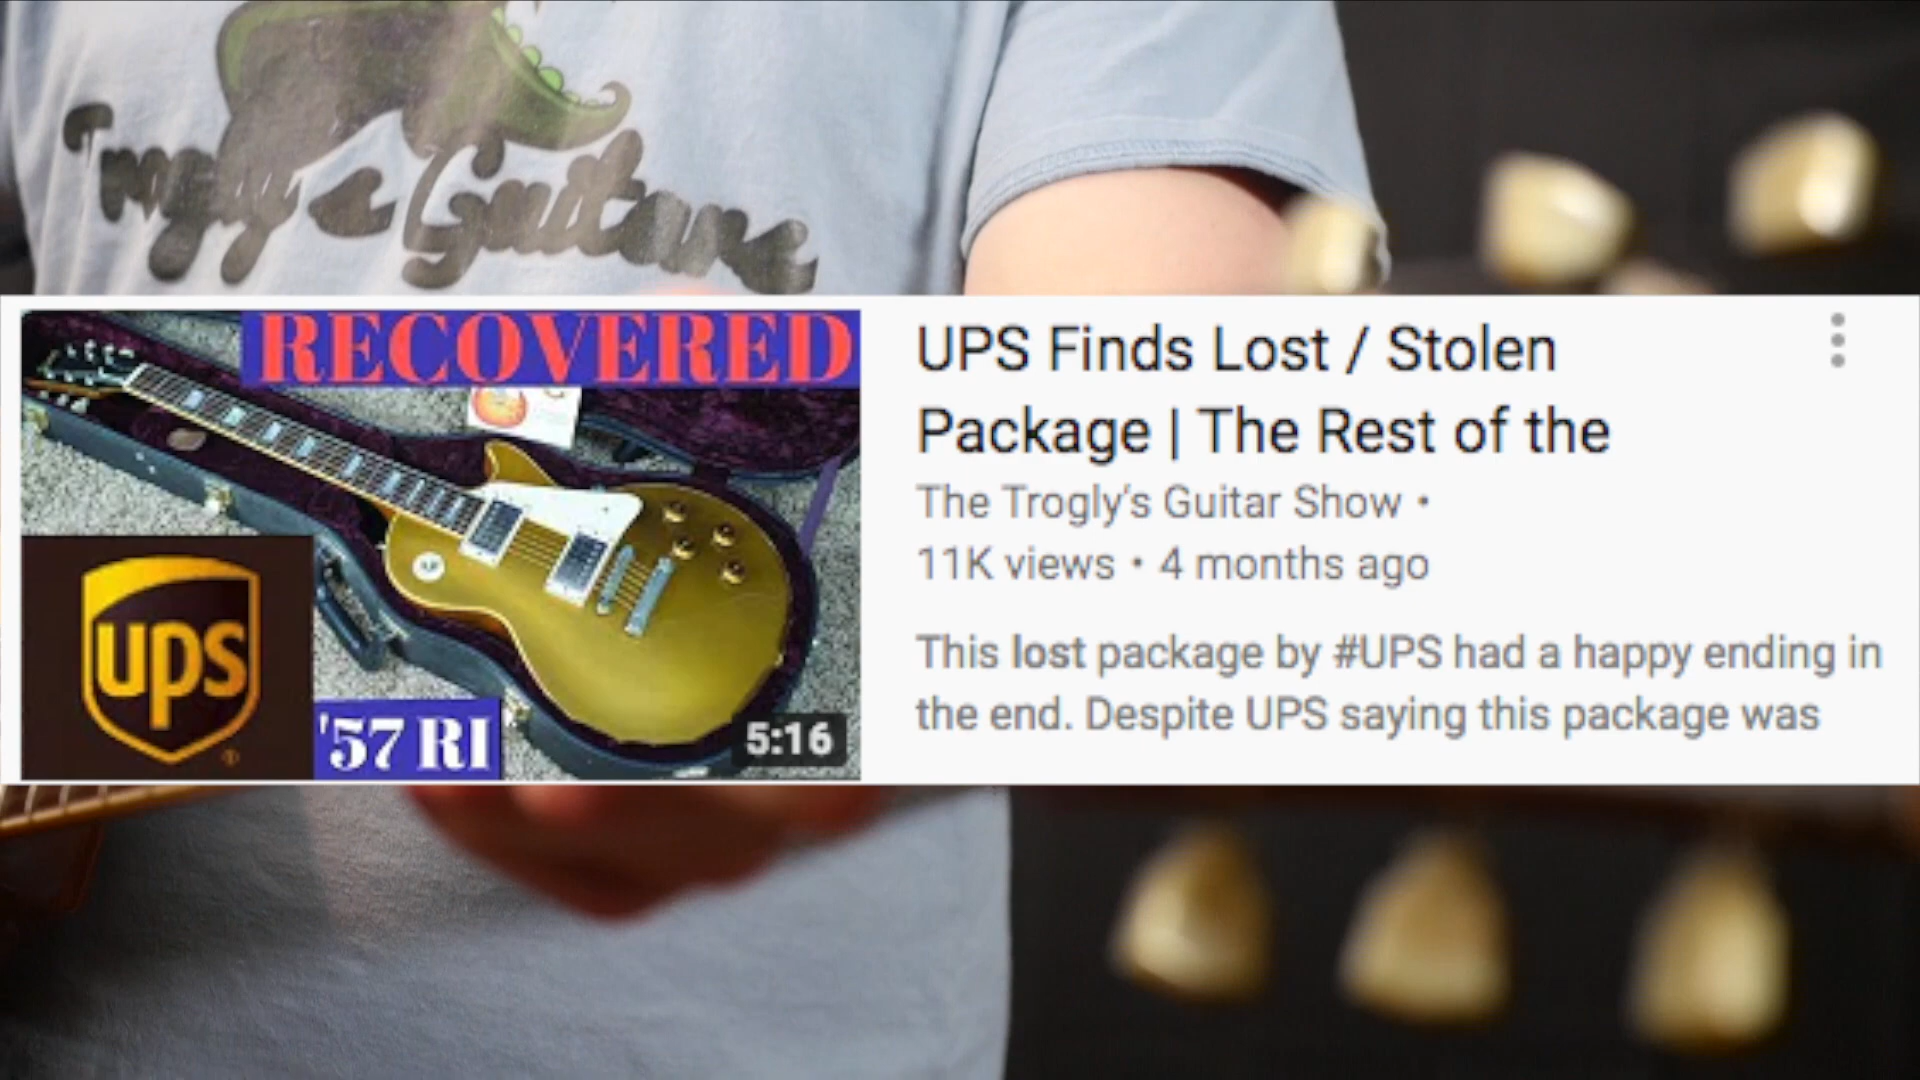 Trogly's Guitars
RECOVERED
ups
'57 RI
5:16
UPS Finds Lost / Stolen
Package | The Rest of the
The Trogly's Guitar Show •
11K views • 4 months ago
This lost package by #UPS had a happy ending in
the end. Despite UPS saying this package was